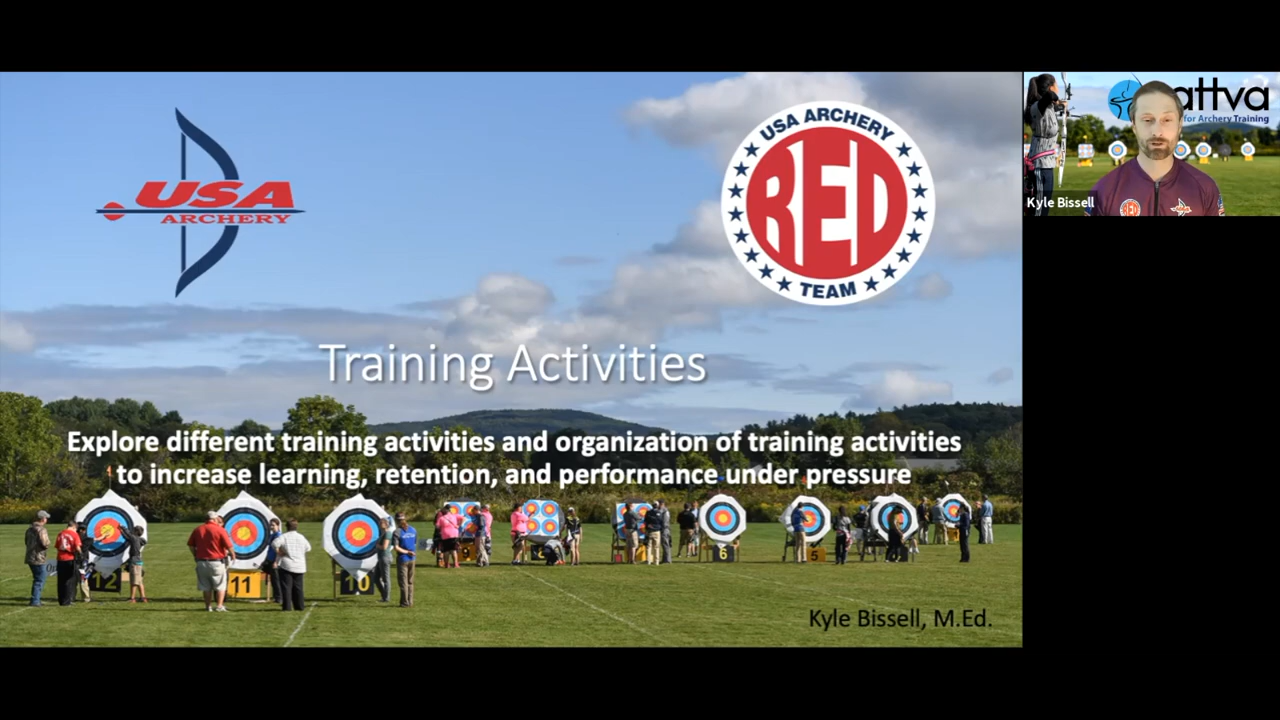 USA
ARCHERY
USA ARCHERY
RED
TEAM
Training Activities
Explore different training activities and organization of training activities
to increase learning, retention, and performance under pressure
12
11
10
6
5
Kyle Bissell, M.Ed.
attva
for Archery Training
Kyle Bissell
RED